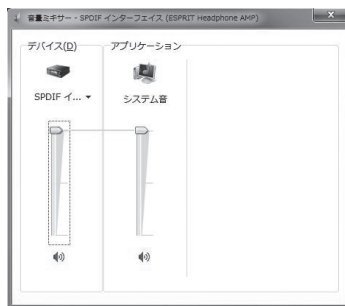 音量ミキサー - SPDIF インターフェイス (ESPRIT Headphone AMP)
デバイス(D)
アプリケーション
SPDIF イ...
システム音